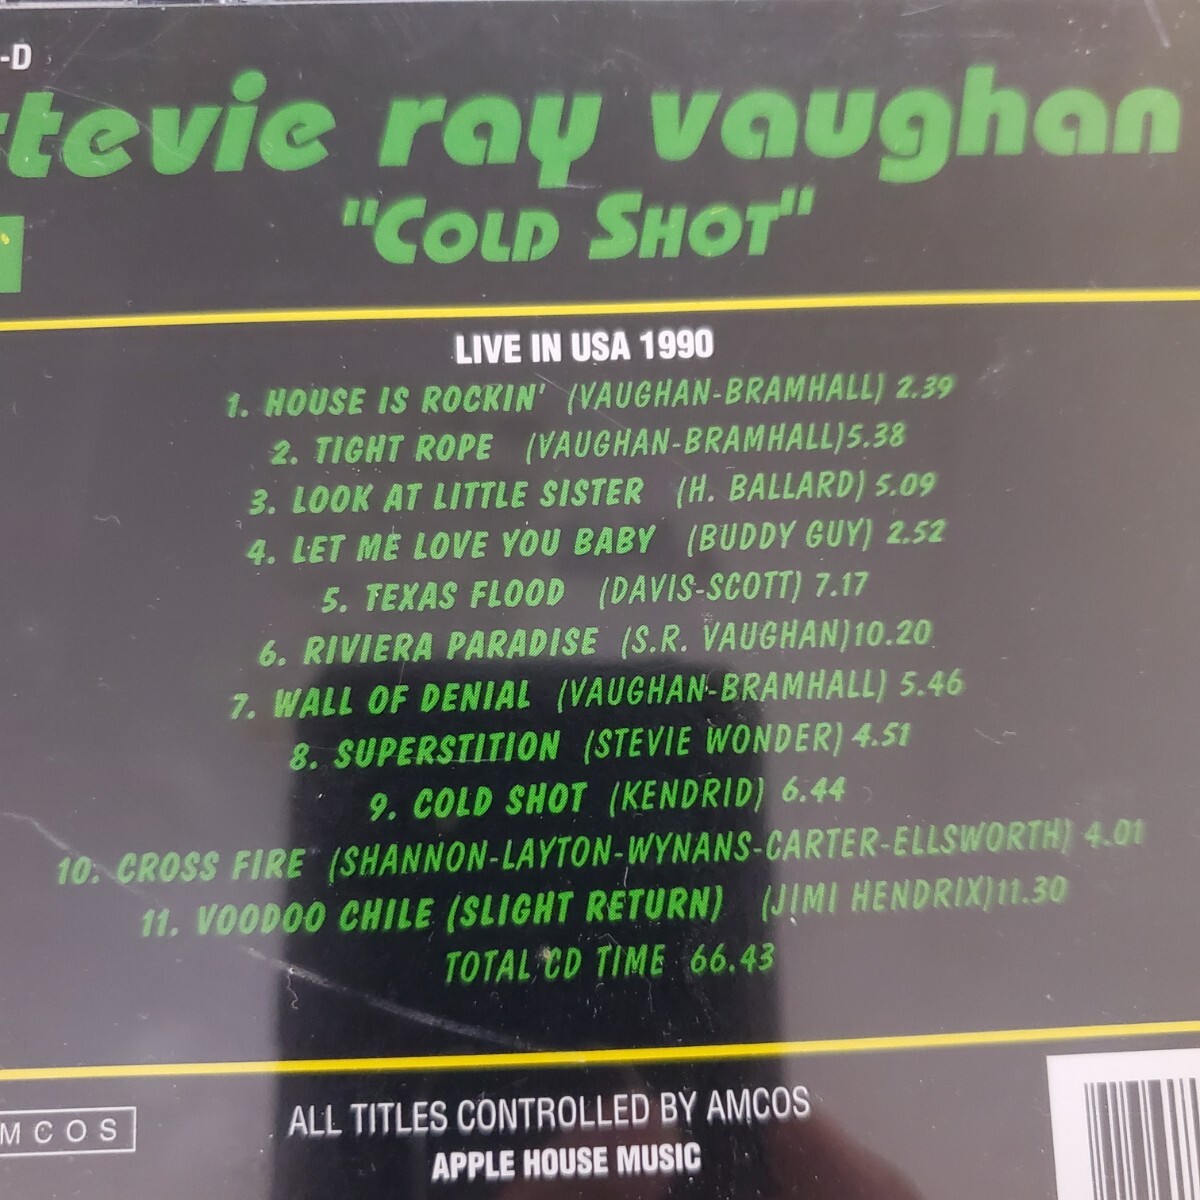 -D
stevie ray vaughan
"COLD SHOT"
LIVE IN USA 1990
1. HOUSE IS ROCKIN' (VAUGHAN-BRAMHALL) 2.39
2. TIGHT ROPE (VAUGHAN-BRAMHALL)5.38
3. LOOK AT LITTLE SISTER (H. BALLARD) 5.09
4. LET ME LOVE YOU BABY (BUDDY GUY) 2.52
5. TEXAS FLOOD (DAVIS-SCOTT) 7.17
6. RIVIERA PARADISE (S.R. VAUGHAN)10.20
7. WALL OF DENIAL (VAUGHAN-BRAMHALL) 5.46
8. SUPERSTITION (STEVIE WONDER) 4.51
9. COLD SHOT (KENDRID) 6.44
10. CROSS FIRE (SHANNON-LAYTON-WYNANS-CARTER-ELLSWORTH) 4.01
11. VOODOO CHILE (SLIGHT RETURN) (JIMI HENDRIX)11.30
TOTAL CD TIME 66.43
MCOS
ALL TITLES CONTROLLED BY AMCOS
APPLE HOUSE MUSIC